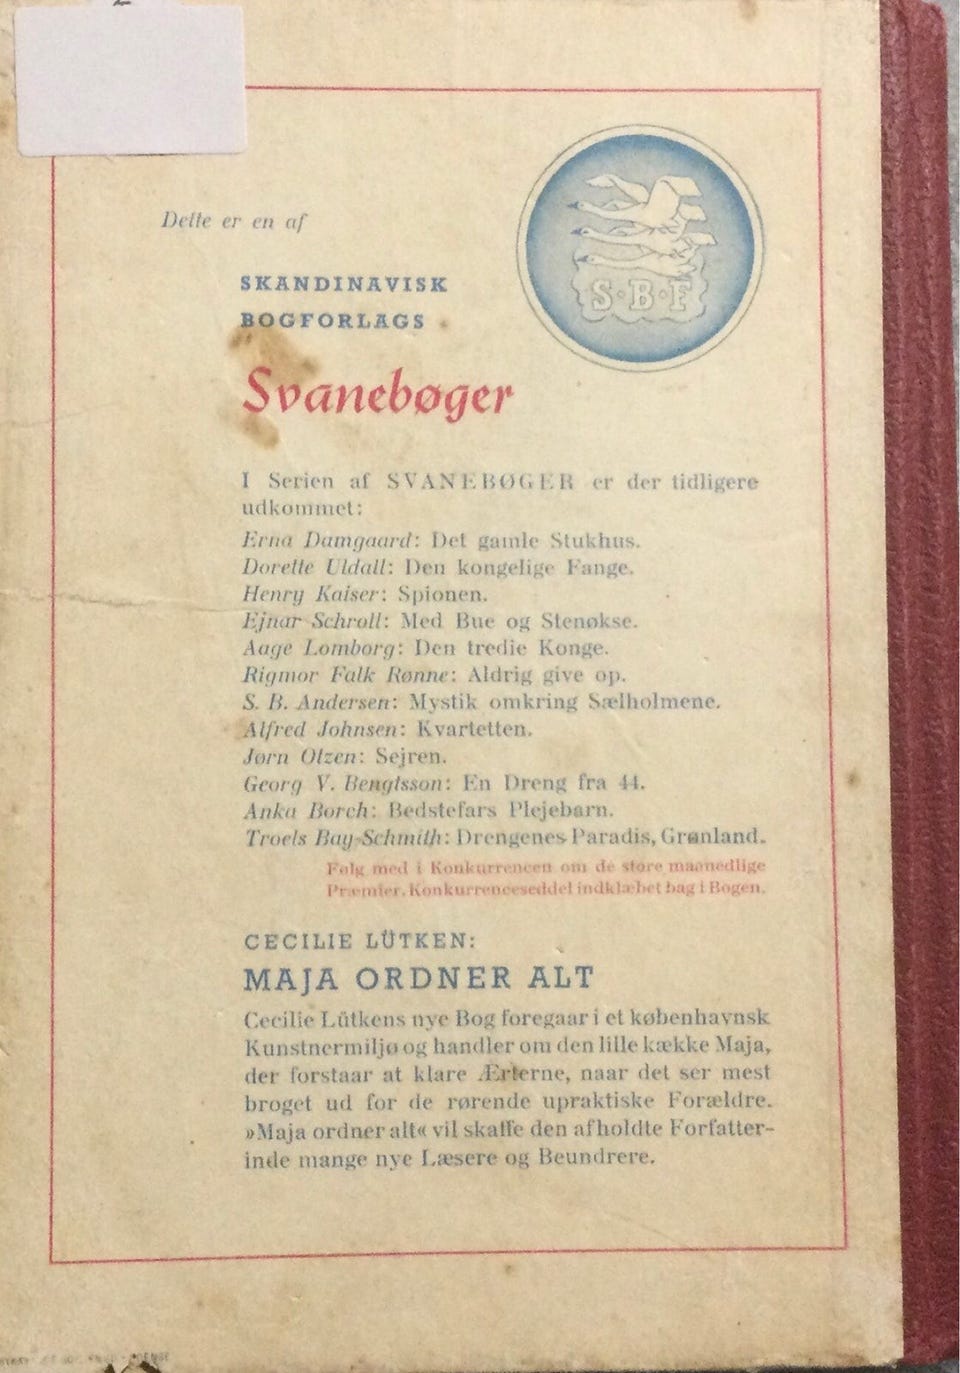 Dette er en af
S·B·F
SKANDINAVISK
BOGFORLAGS
Svanebøger
I Serien af SVANEBØGER er der tidligere
udkommet:
Erna Damgaard: Det gamle Stukhus.
Dorette Uldall: Den kongelige Fange.
Henry Kaiser: Spionen.
Ejnar Schroll: Med Bue og Stenøkse.
Aage Lomborg: Den tredie Konge.
Rigmor Falk Rønne: Aldrig give op.
S. B. Andersen: Mystik omkring Sælholmene.
Alfred Johnsen: Kvartetten.
Jørn Otzen: Sejren.
Georg V. Bengtsson: En Dreng fra 44.
Anka Borch: Bedstefars Plejebarn.
Troels Bay-Schmith: Drengenes Paradis, Grønland.
Følg med i Konkurrencen om de store maanedlige
Præmier. Konkurrenceseddel indklæbet bag i Bogen.
CECILIE LÜTKEN:
MAJA ORDNER ALT
Cecilie Lütkens nye Bog foregaar i et københavnsk
Kunstnermiljø og handler om den lille kække Maja,
der forstaar at klare Ærterne, naar det ser mest
broget ud for de rørende upraktiske Forældre.
»Maja ordner alt« vil skaffe den afholdte Forfatter-
inde mange nye Læsere og Beundrere.